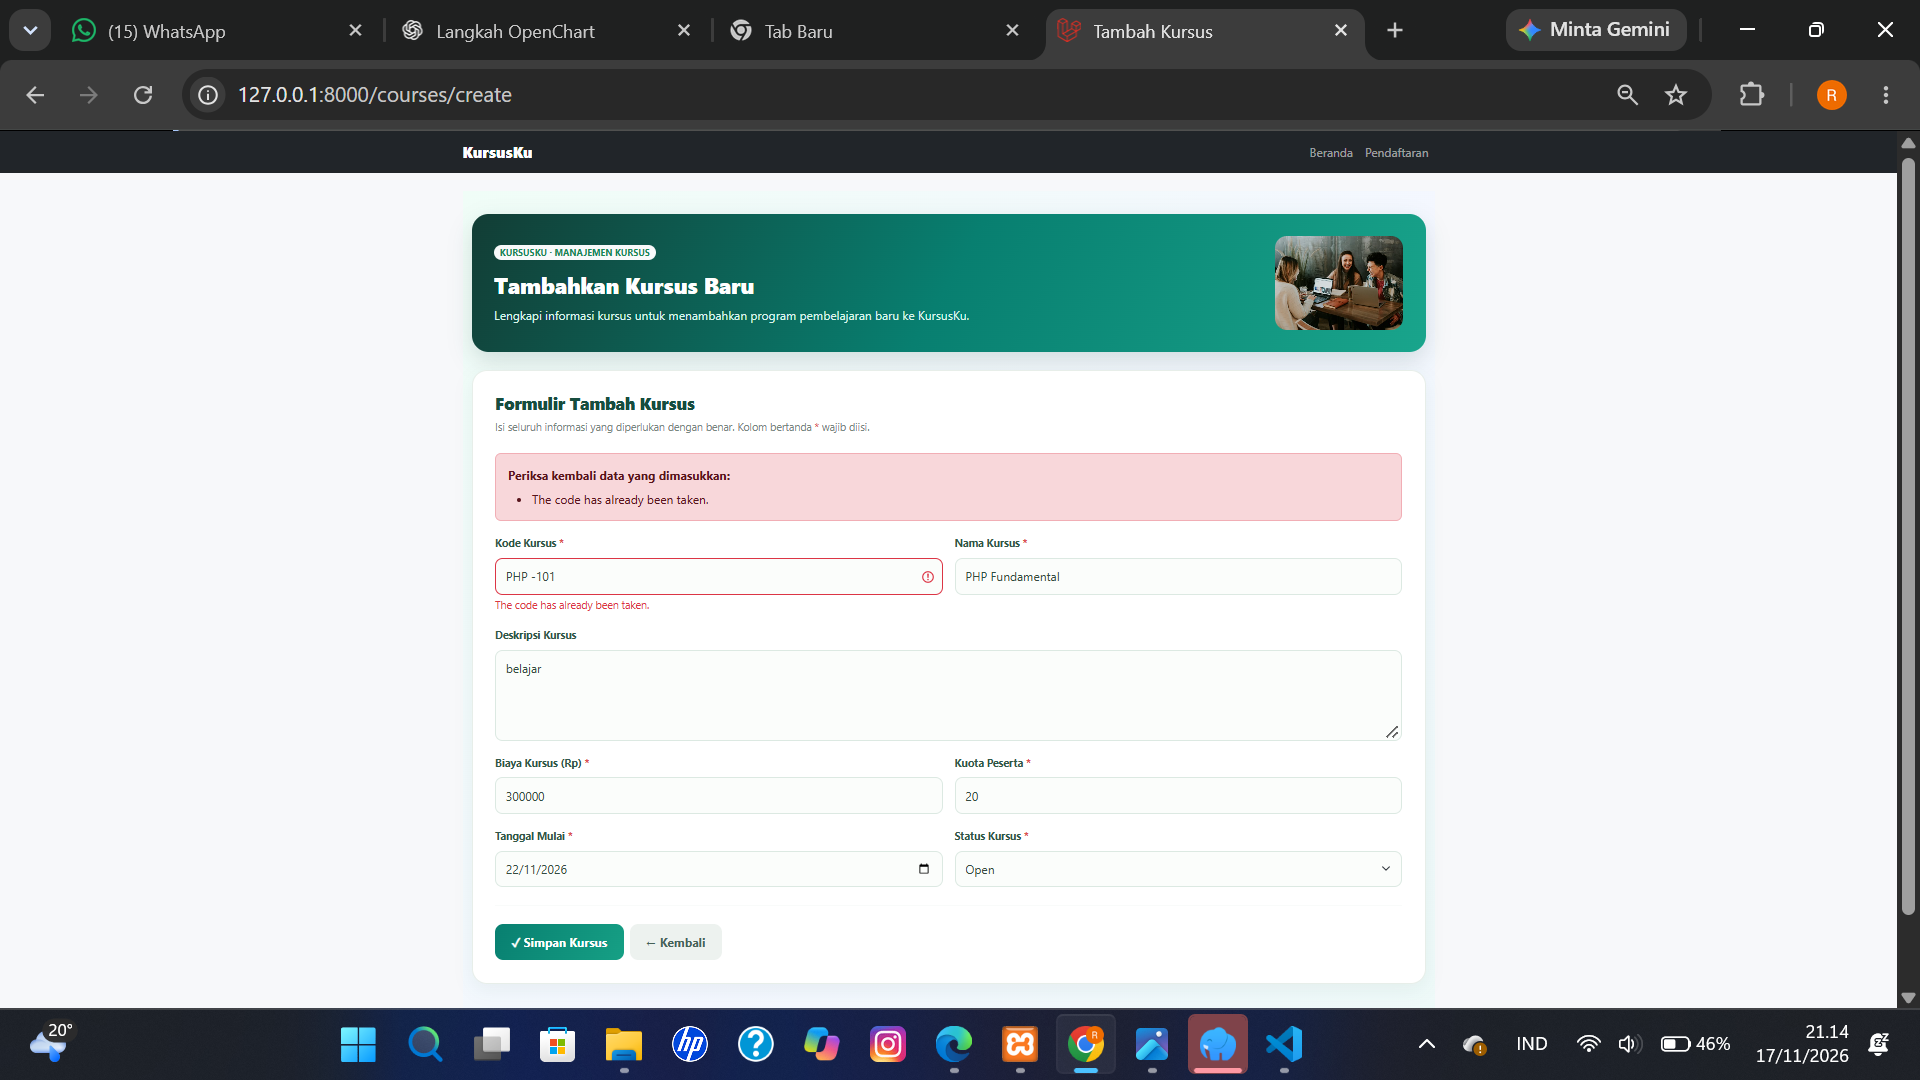 (15) WhatsApp
Langkah OpenChart
Tab Baru
Tambah Kursus
Minta Gemini
127.0.0.1:8000/courses/create
R
KursusKu
Beranda Pendaftaran
KURSUSKU · MANAJEMEN KURSUS
Tambahkan Kursus Baru
Lengkapi informasi kursus untuk menambahkan program pembelajaran baru ke KursusKu.
Formulir Tambah Kursus
Isi seluruh informasi yang diperlukan dengan benar. Kolom bertanda * wajib diisi.
Periksa kembali data yang dimasukkan:
• The code has already been taken.
Kode Kursus *
Nama Kursus *
PHP -101
PHP Fundamental
The code has already been taken.
Deskripsi Kursus
belajar
Biaya Kursus (Rp) *
Kuota Peserta *
300000
20
Tanggal Mulai *
Status Kursus *
22/11/2026
Open
✓ Simpan Kursus
← Kembali
20°
hp
R
IND
46%
21.14
17/11/2026